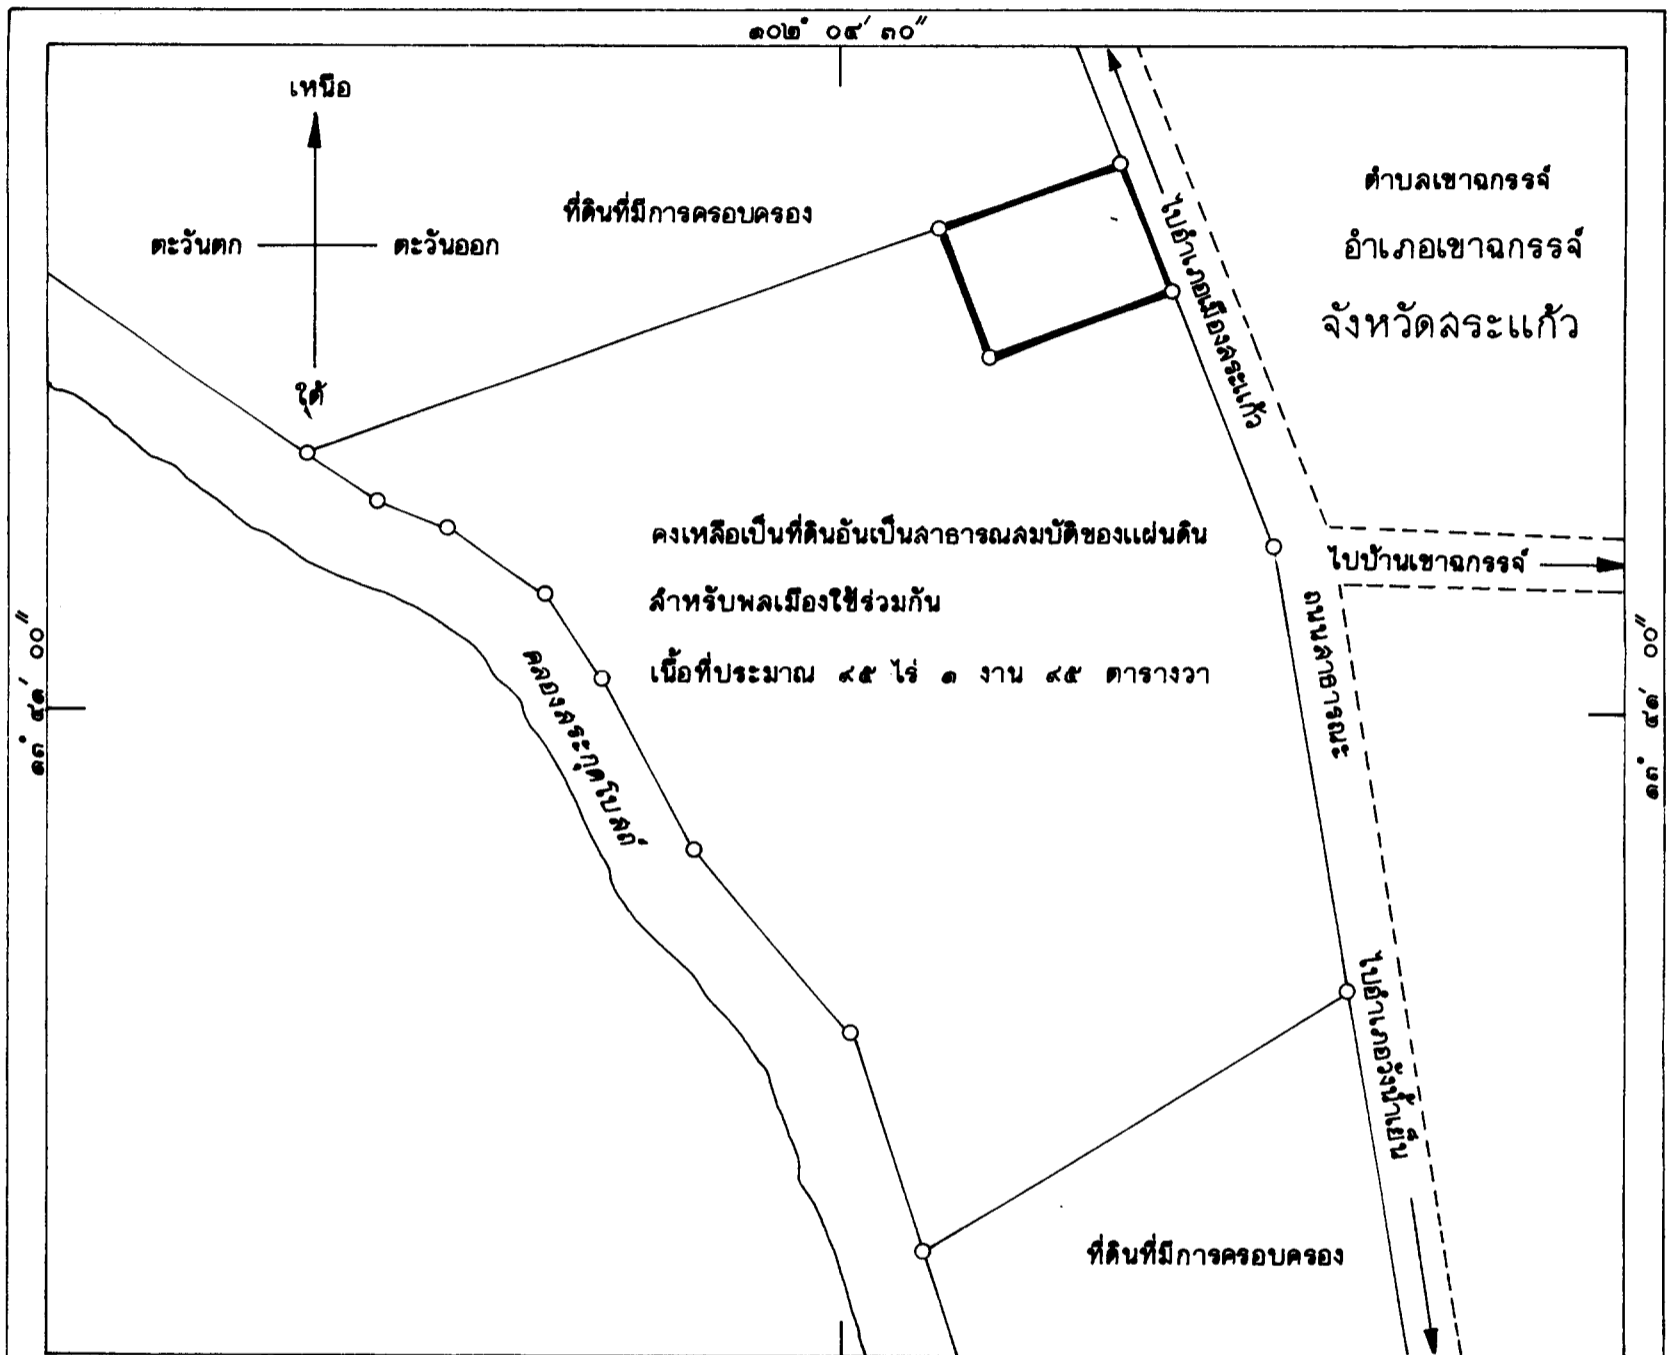 ๑๐๒° ๐๔′ ๓๐″
เหนือ
ตะวันตก
ตะวันออก
ใต้
ที่ดินที่มีการครอบครอง
ตำบลเขาฉกรรจ์
อำเภอเขาฉกรรจ์
จังหวัดสระแก้ว
ไปอำเภอเมืองสระแก้ว
คงเหลือเป็นที่ดินอันเป็นสาธารณสมบัติของแผ่นดิน
สำหรับพลเมืองใช้ร่วมกัน
เนื้อที่ประมาณ ๔๕ ไร่ ๑ งาน ๔๕ ตารางวา
ไปบ้านเขาฉกรรจ์
ถนนสาธารณะ
คลองสระกุดโบสถ์
๑๓° ๔๑′ ๐๐″
๑๓° ๔๑′ ๐๐″
ไปอำเภอวังน้ำเย็น
ที่ดินที่มีการครอบครอง